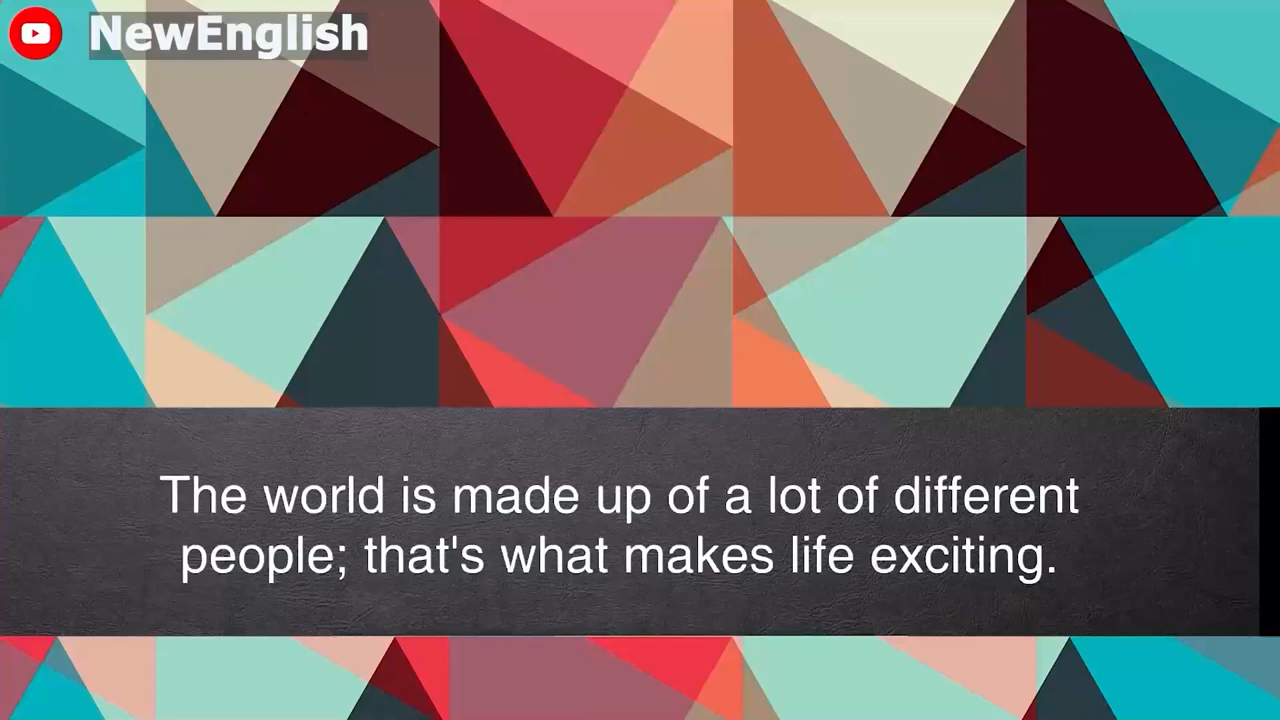 NewEnglish
The world is made up of a lot of different
people; that's what makes life exciting.